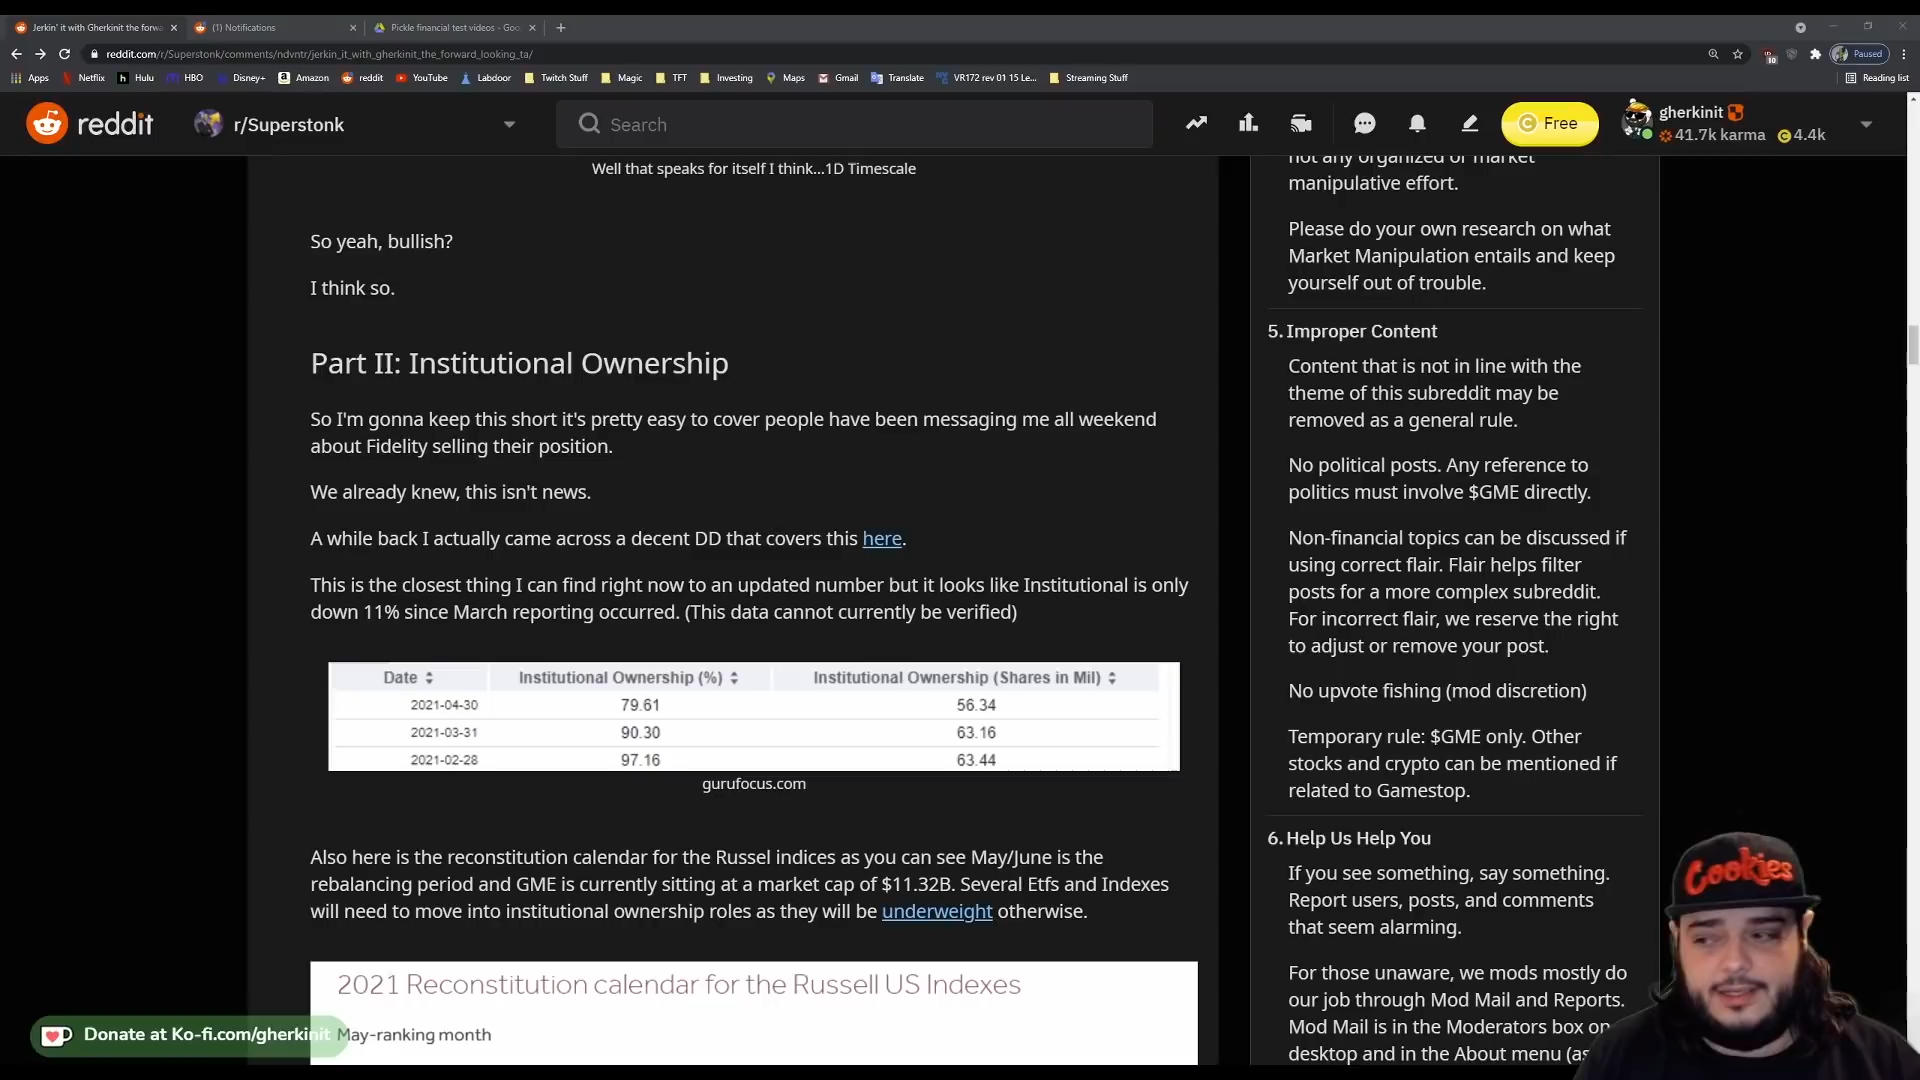 Jerkin' it with Gherkinit the forwa
(1) Notifications
Pickle financial test videos - Goo
reddit.com/r/Superstonk/comments/ndvntr/jerkin_it_with_gherkinit_the_forward_looking_ta/
10
Paused
Apps
Netflix
Hulu
HBO
Disney+
Amazon
reddit
YouTube
Labdoor
Twitch Stuff
Magic
TFT
Investing
Maps
Gmail
Translate
VR172 rev 01 15 Le...
Streaming Stuff
Reading list
reddit
r/Superstonk
Search
Free
gherkinit
41.7k karma
4.4k
Well that speaks for itself I think...1D Timescale
So yeah, bullish?
I think so.
Part II: Institutional Ownership
So I'm gonna keep this short it's pretty easy to cover people have been messaging me all weekend
about Fidelity selling their position.
We already knew, this isn't news.
A while back I actually came across a decent DD that covers this here.
This is the closest thing I can find right now to an updated number but it looks like Institutional is only
down 11% since March reporting occurred. (This data cannot currently be verified)
Date Institutional Ownership (%) Institutional Ownership (Shares in Mil)
2021-04-30 79.61 56.34
2021-03-31 90.30 63.16
2021-02-28 97.16 63.44
gurufocus.com
Also here is the reconstitution calendar for the Russel indices as you can see May/June is the
rebalancing period and GME is currently sitting at a market cap of $11.32B. Several Etfs and Indexes
will need to move into institutional ownership roles as they will be underweight otherwise.
2021 Reconstitution calendar for the Russell US Indexes
May-ranking month
Donate at Ko-fi.com/gherkinit
not any organized or market
manipulative effort.
Please do your own research on what
Market Manipulation entails and keep
yourself out of trouble.
5. Improper Content
Content that is not in line with the
theme of this subreddit may be
removed as a general rule.
No political posts. Any reference to
politics must involve $GME directly.
Non-financial topics can be discussed if
using correct flair. Flair helps filter
posts for a more complex subreddit.
For incorrect flair, we reserve the right
to adjust or remove your post.
No upvote fishing (mod discretion)
Temporary rule: $GME only. Other
stocks and crypto can be mentioned if
related to Gamestop.
6. Help Us Help You
If you see something, say something.
Report users, posts, and comments
that seem alarming.
For those unaware, we mods mostly do
our job through Mod Mail and Reports.
Mod Mail is in the Moderators box on
desktop and in the About menu (as
Cookies